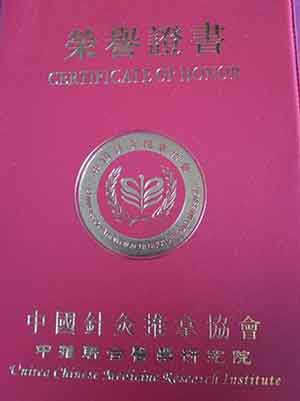 榮譽證書
CERTIFICATE OF HONOR
中國針灸推拿協會
中華聯合醫學研究院
United Chinese Medicine Research Institute